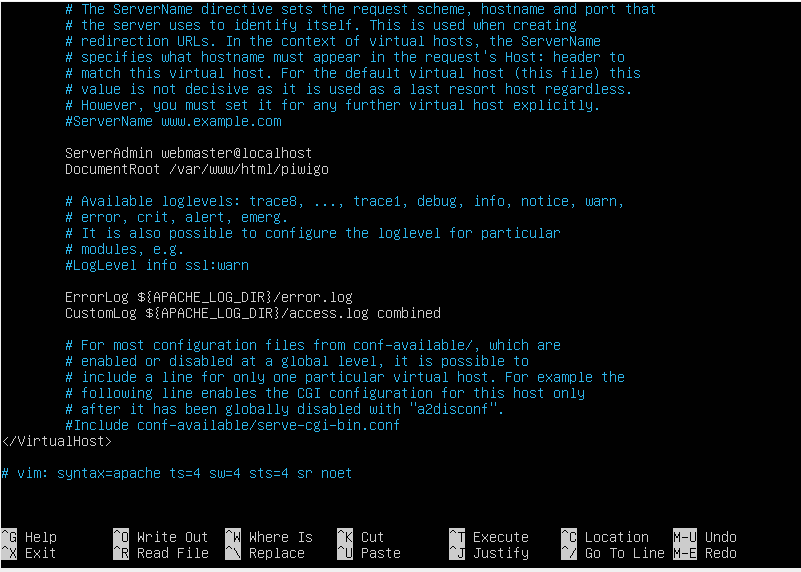 # The ServerName directive sets the request scheme, hostname and port that
# the server uses to identify itself. This is used when creating
# redirection URLs. In the context of virtual hosts, the ServerName
# specifies what hostname must appear in the request's Host: header to
# match this virtual host. For the default virtual host (this file) this
# value is not decisive as it is used as a last resort host regardless.
# However, you must set it for any further virtual host explicitly.
#ServerName www.example.com
ServerAdmin webmaster@localhost
DocumentRoot /var/www/html/piwigo
# Available loglevels: trace8, ..., trace1, debug, info, notice, warn,
# error, crit, alert, emerg.
# It is also possible to configure the loglevel for particular
# modules, e.g.
#LogLevel info ssl:warn
ErrorLog ${APACHE_LOG_DIR}/error.log
CustomLog ${APACHE_LOG_DIR}/access.log combined
# For most configuration files from conf-available/, which are
# enabled or disabled at a global level, it is possible to
# include a line for only one particular virtual host. For example the
# following line enables the CGI configuration for this host only
# after it has been globally disabled with "a2disconf".
#Include conf-available/serve-cgi-bin.conf
</VirtualHost>
# vim: syntax=apache ts=4 sw=4 sts=4 sr noet
^G Help ^O Write Out ^W Where Is ^K Cut ^T Execute ^C Location M-U Undo
^X Exit ^R Read File ^\ Replace ^U Paste ^J Justify ^/ Go To Line M-E Redo